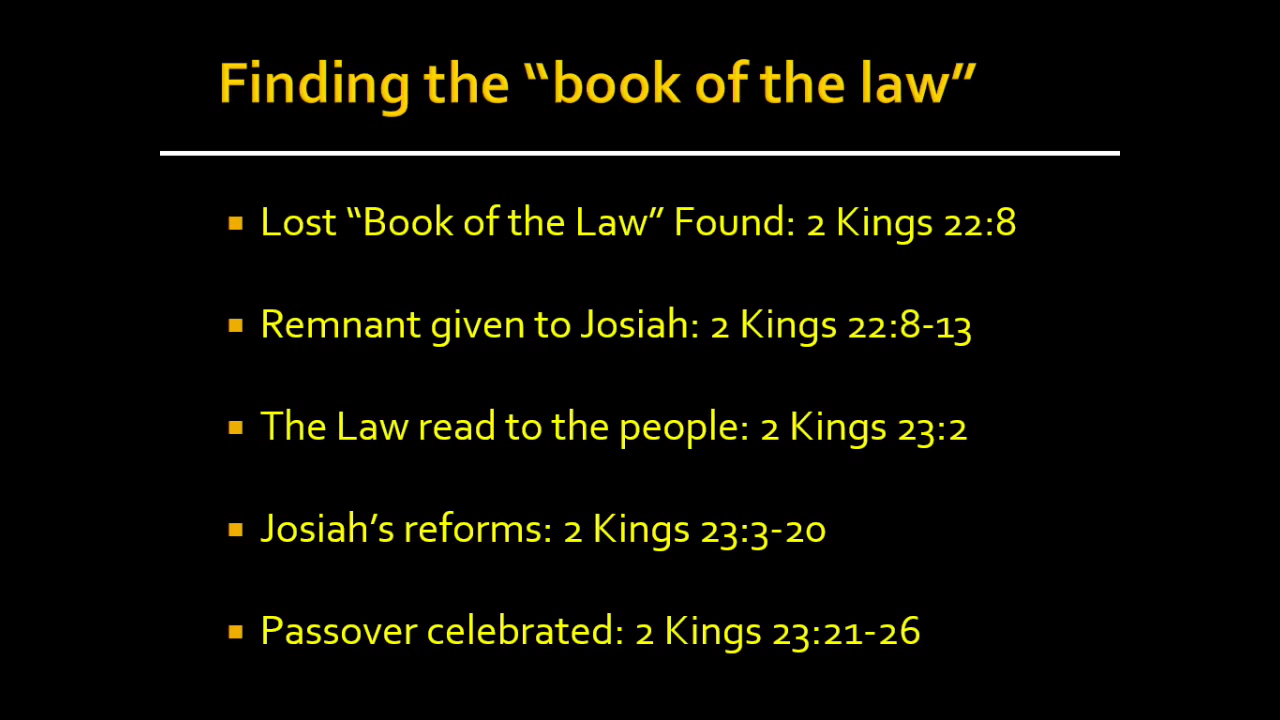 Finding the “book of the law”
▪ Lost “Book of the Law” Found: 2 Kings 22:8
▪ Remnant given to Josiah: 2 Kings 22:8-13
▪ The Law read to the people: 2 Kings 23:2
▪ Josiah’s reforms: 2 Kings 23:3-20
▪ Passover celebrated: 2 Kings 23:21-26